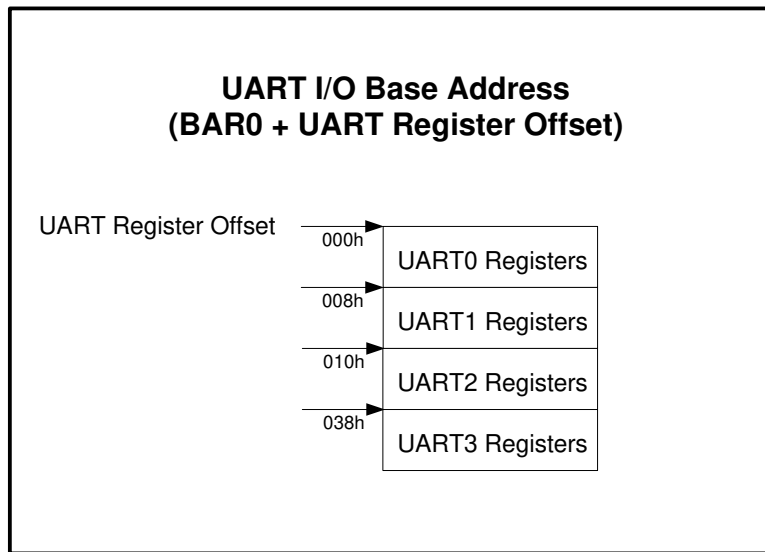 UART I/O Base Address
(BAR0 + UART Register Offset)
UART Register Offset
000h
UART0 Registers
008h
UART1 Registers
010h
UART2 Registers
038h
UART3 Registers